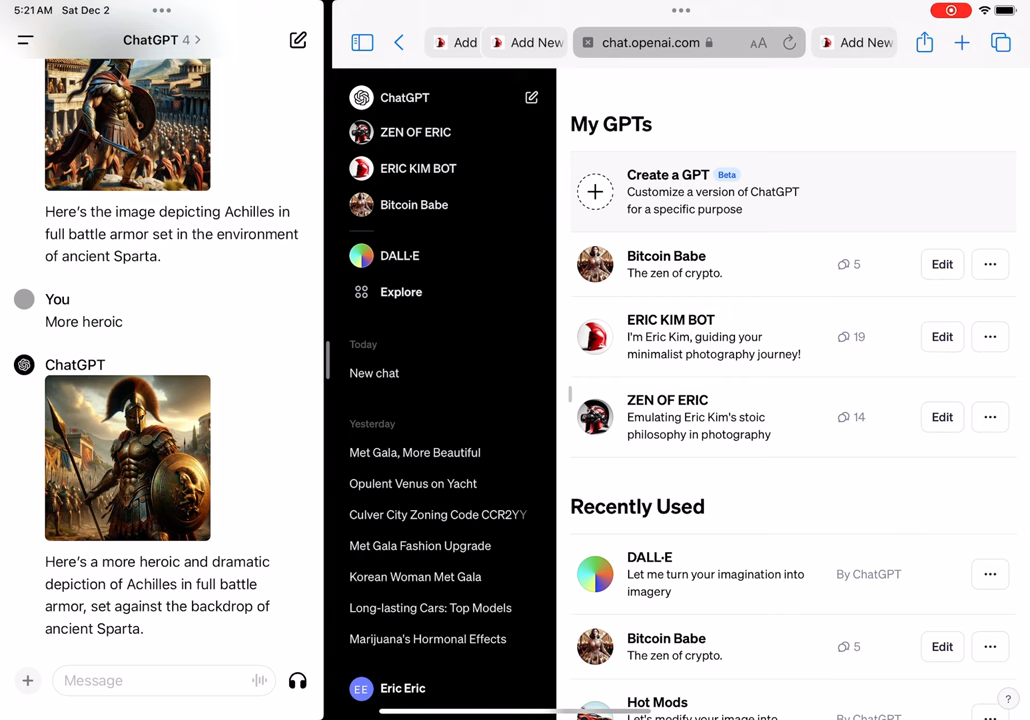 5:21 AM Sat Dec 2
ChatGPT 4 >
Here's the image depicting Achilles in
full battle armor set in the environment
of ancient Sparta.
You
More heroic
ChatGPT
Here's a more heroic and dramatic
depiction of Achilles in full battle
armor, set against the backdrop of
ancient Sparta.
Message
Add
Add New
chat.openai.com
AA
Add New
ChatGPT
ZEN OF ERIC
ERIC KIM BOT
Bitcoin Babe
DALL·E
Explore
Today
New chat
Yesterday
Met Gala, More Beautiful
Opulent Venus on Yacht
Culver City Zoning Code CCR2YY
Met Gala Fashion Upgrade
Korean Woman Met Gala
Long-lasting Cars: Top Models
Marijuana's Hormonal Effects
EE Eric Eric
My GPTs
Create a GPT Beta
Customize a version of ChatGPT
for a specific purpose
Bitcoin Babe
The zen of crypto.
5
Edit
ERIC KIM BOT
I'm Eric Kim, guiding your
minimalist photography journey!
19
Edit
ZEN OF ERIC
Emulating Eric Kim's stoic
philosophy in photography
14
Edit
Recently Used
DALL·E
Let me turn your imagination into
imagery
By ChatGPT
Bitcoin Babe
The zen of crypto.
5
Edit
Hot Mods
Let's modify your image into
?